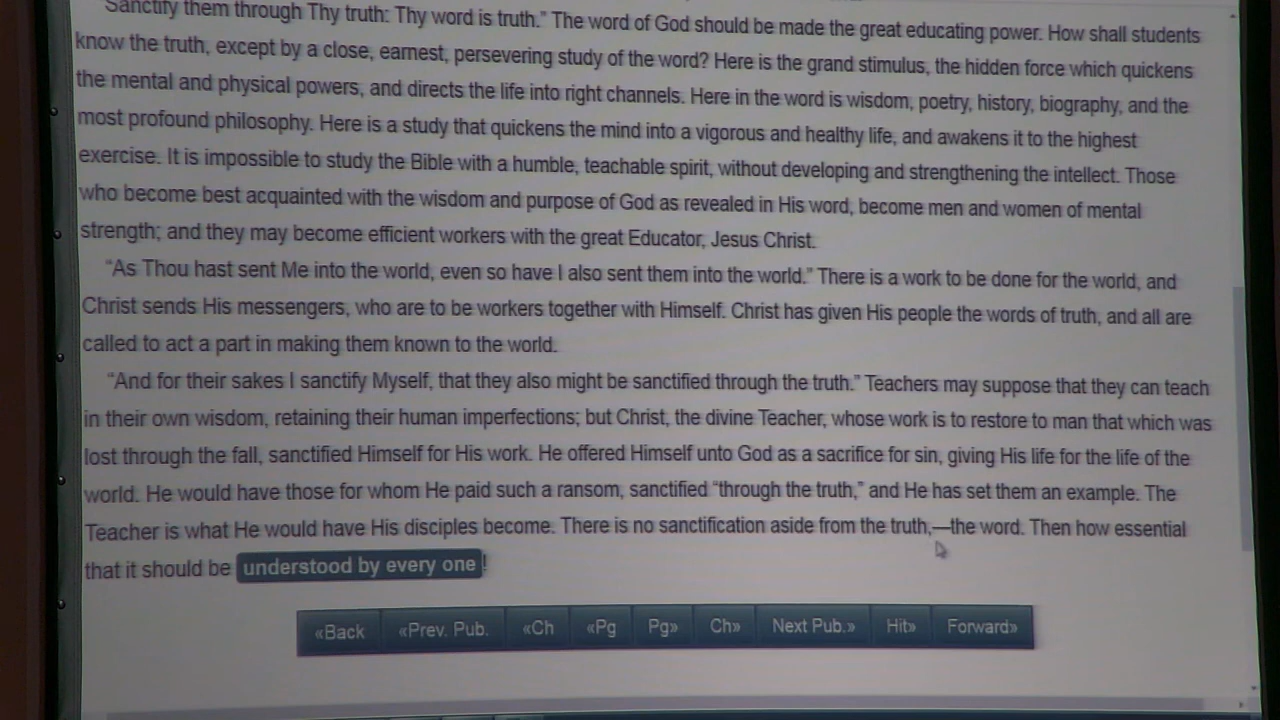 “Sanctify them through Thy truth: Thy word is truth.” The word of God should be made the great educating power. How shall students
know the truth, except by a close, earnest, persevering study of the word? Here is the grand stimulus, the hidden force which quickens
the mental and physical powers, and directs the life into right channels. Here in the word is wisdom, poetry, history, biography, and the
most profound philosophy. Here is a study that quickens the mind into a vigorous and healthy life, and awakens it to the highest
exercise. It is impossible to study the Bible with a humble, teachable spirit, without developing and strengthening the intellect. Those
who become best acquainted with the wisdom and purpose of God as revealed in His word, become men and women of mental
strength; and they may become efficient workers with the great Educator, Jesus Christ.
“As Thou hast sent Me into the world, even so have I also sent them into the world.” There is a work to be done for the world, and
Christ sends His messengers, who are to be workers together with Himself. Christ has given His people the words of truth, and all are
called to act a part in making them known to the world.
“And for their sakes I sanctify Myself, that they also might be sanctified through the truth.” Teachers may suppose that they can teach
in their own wisdom, retaining their human imperfections; but Christ, the divine Teacher, whose work is to restore to man that which was
lost through the fall, sanctified Himself for His work. He offered Himself unto God as a sacrifice for sin, giving His life for the life of the
world. He would have those for whom He paid such a ransom, sanctified “through the truth,” and He has set them an example. The
Teacher is what He would have His disciples become. There is no sanctification aside from the truth,—the word. Then how essential
that it should be understood by every one!
«Back «Prev. Pub. «Ch «Pg Pg» Ch» Next Pub.» Hit» Forward»